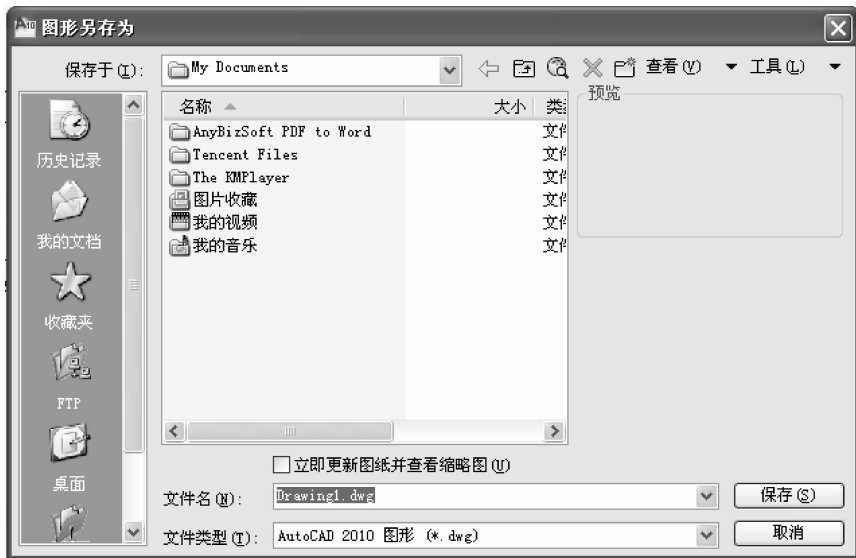 图形另存为
保存于(I):
My Documents
查看(V)
工具(L)
历史记录
我的文档
收藏夹
FTP
桌面
名称
大小
AnyBizSoft PDF to Word
文件
Tencent Files
文件
The KMPlayer
文件
图片收藏
文件
我的视频
文件
我的音乐
文件
预览
立即更新图纸并查看缩略图(U)
文件名(N):
Drawing1.dwg
保存(S)
文件类型(T):
AutoCAD 2010 图形 (*.dwg)
取消